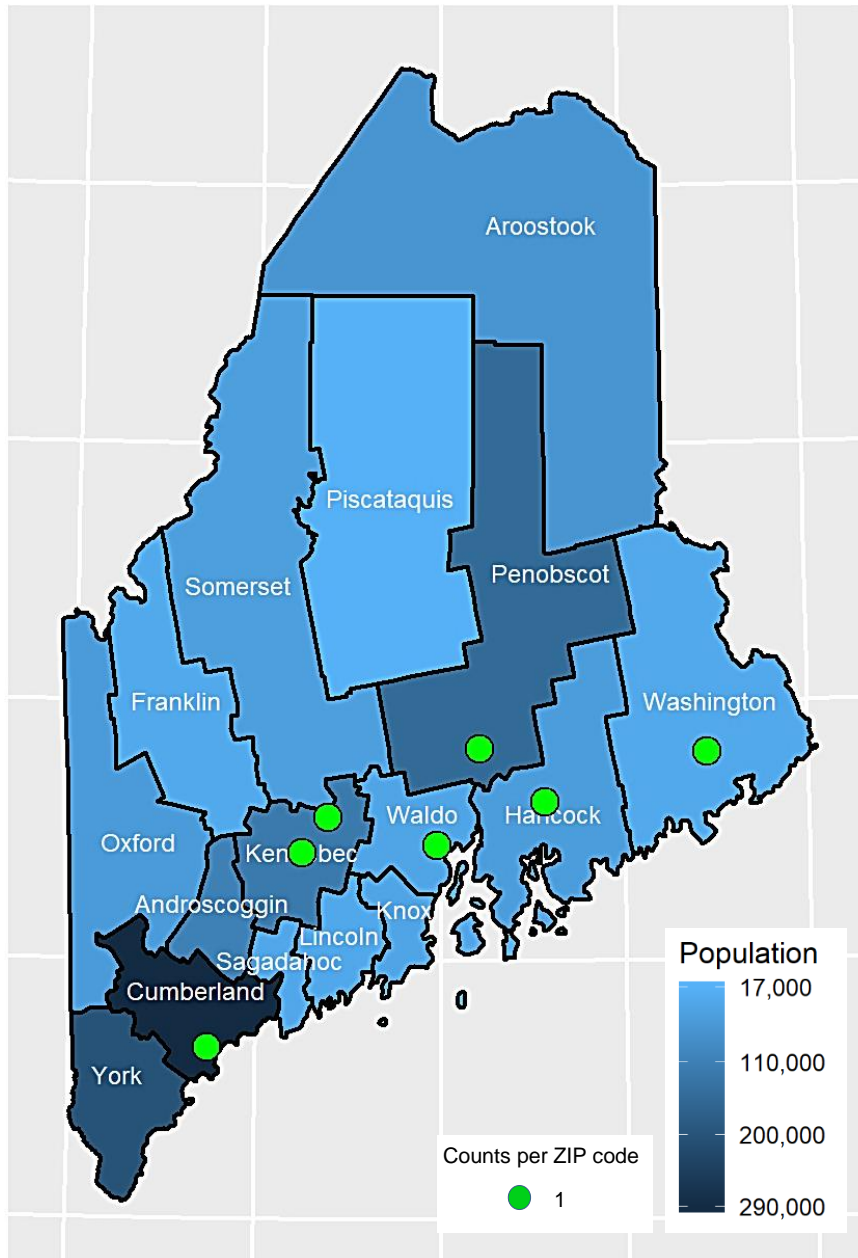 Aroostook
Piscataquis
Penobscot
Somerset
Franklin
Washington
Waldo
Hancock
Oxford
Kennebec
Androscoggin
Knox
Lincoln
Sagadahoc
Cumberland
York
Population
17,000
110,000
200,000
290,000
Counts per ZIP code
1